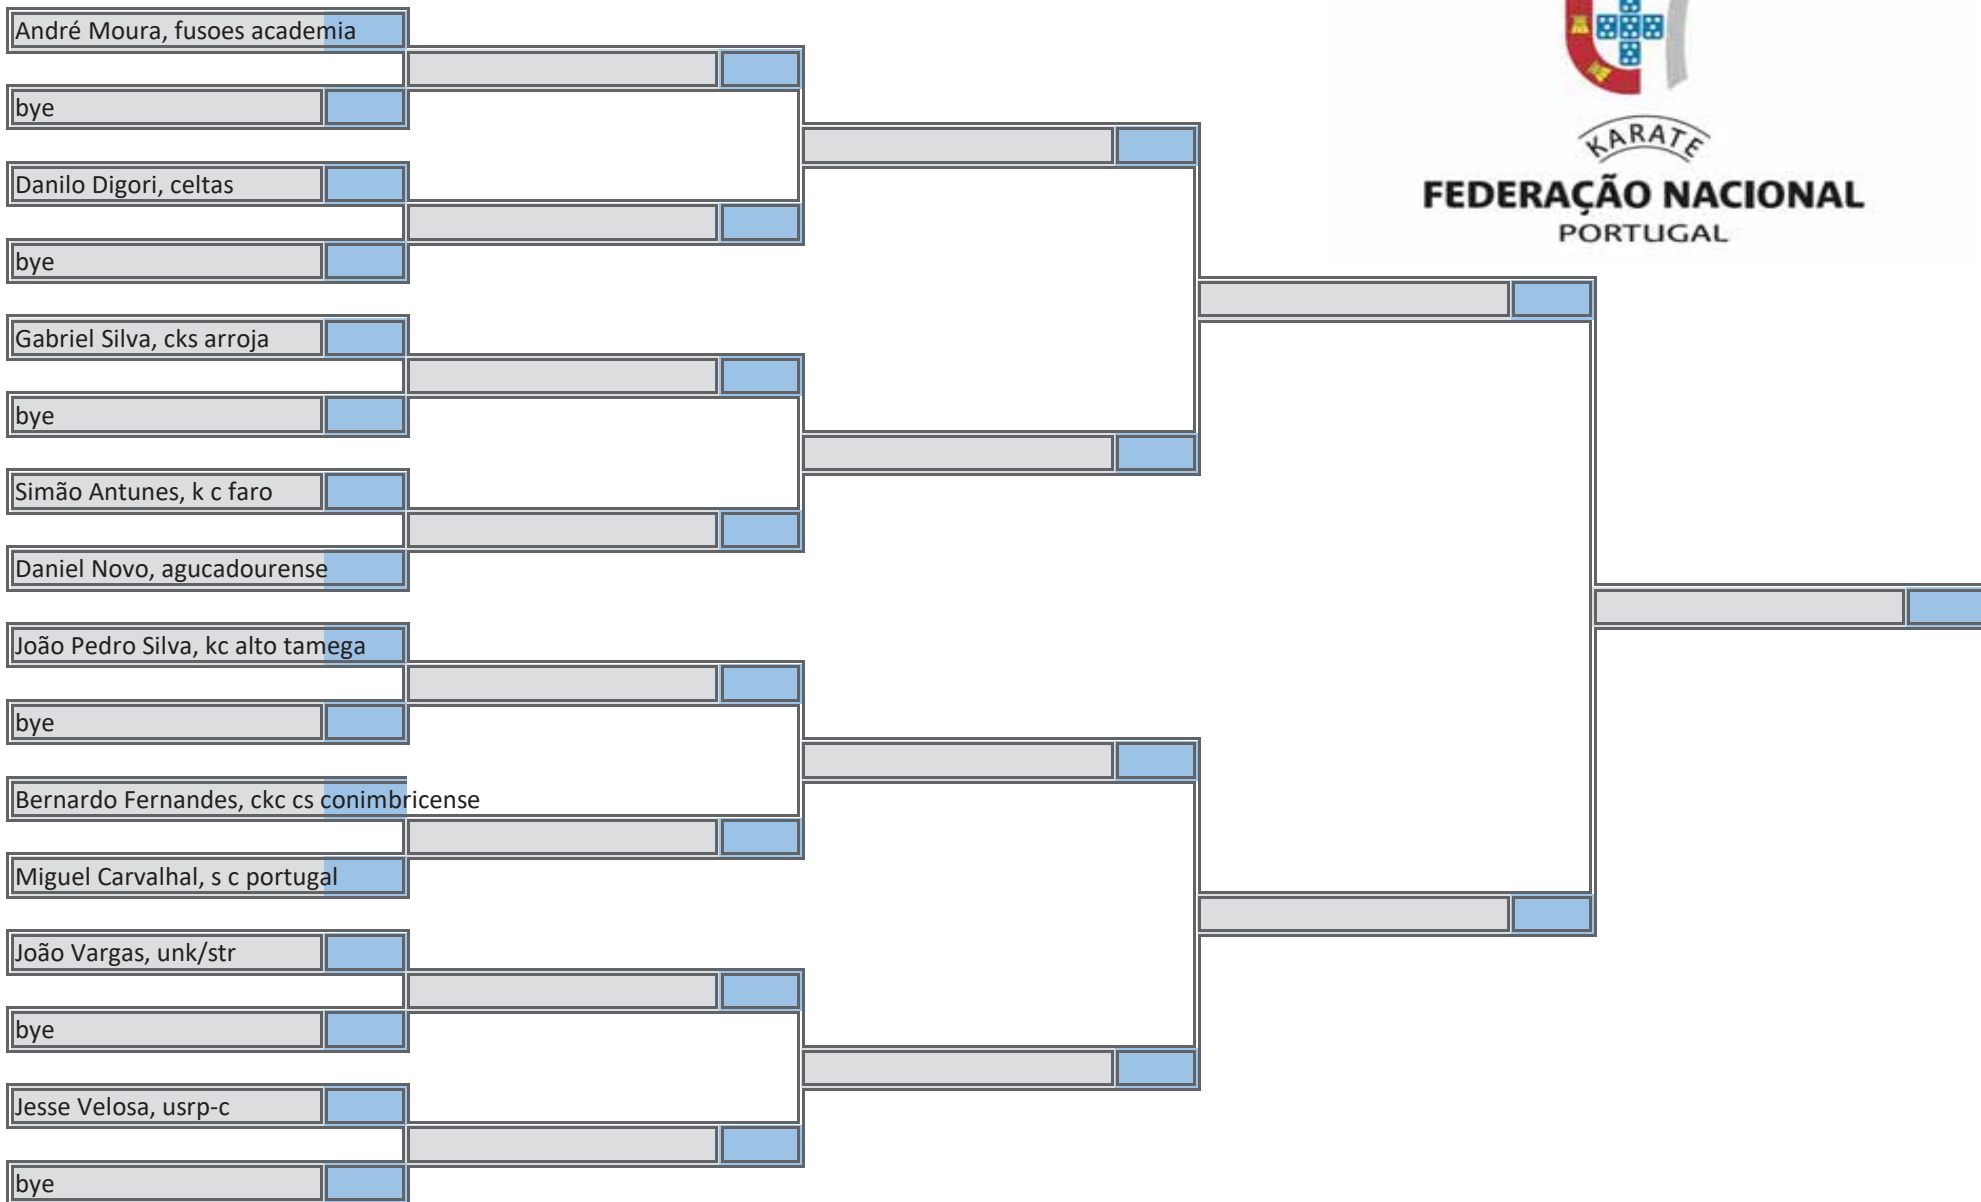 André Moura, fusoes academia
bye
Danilo Digori, celtas
bye
Gabriel Silva, cks arroja
bye
Simão Antunes, k c faro
Daniel Novo, agucadourense
João Pedro Silva, kc alto tamega
bye
Bernardo Fernandes, ckc cs conimbricense
Miguel Carvalhal, s c portugal
João Vargas, unk/str
bye
Jesse Velosa, usrp-c
bye
KARATE
FEDERAÇÃO NACIONAL
PORTUGAL